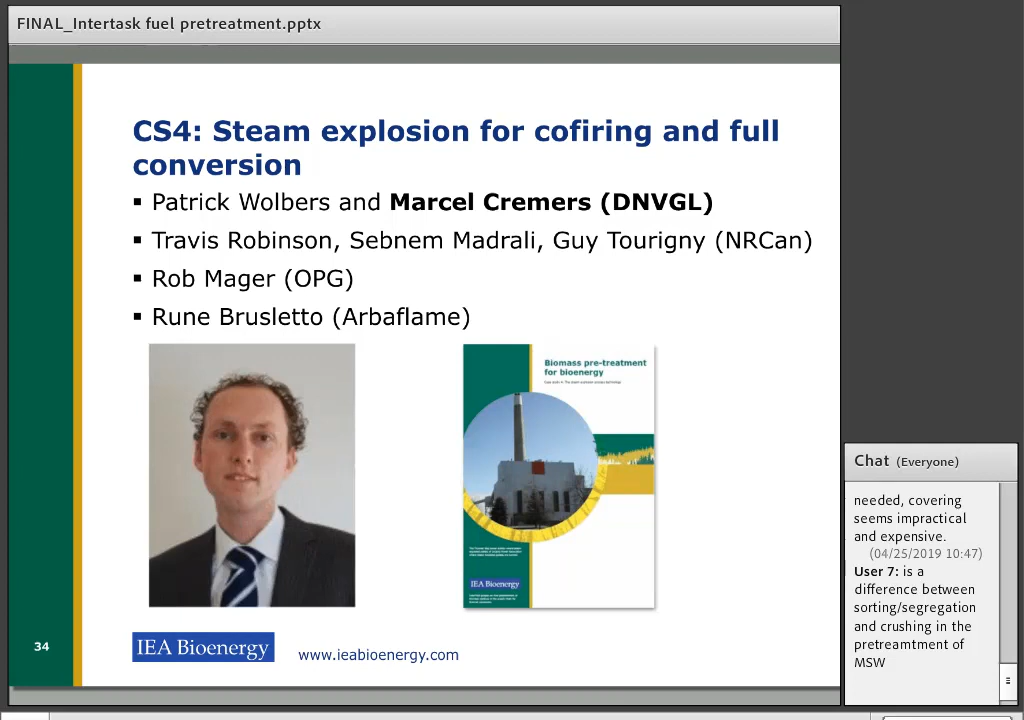 FINAL_Intertask fuel pretreatment.pptx
CS4: Steam explosion for cofiring and full
conversion
▪ Patrick Wolbers and Marcel Cremers (DNVGL)
▪ Travis Robinson, Sebnem Madrali, Guy Tourigny (NRCan)
▪ Rob Mager (OPG)
▪ Rune Brusletto (Arbaflame)
Biomass pre-treatment
for bioenergy
IEA Bioenergy
34
IEA Bioenergy
www.ieabioenergy.com
Chat (Everyone)
needed, covering
seems impractical
and expensive.
(04/25/2019 10:47)
User 7: is a
difference between
sorting/segregation
and crushing in the
pretreamtment of
MSW